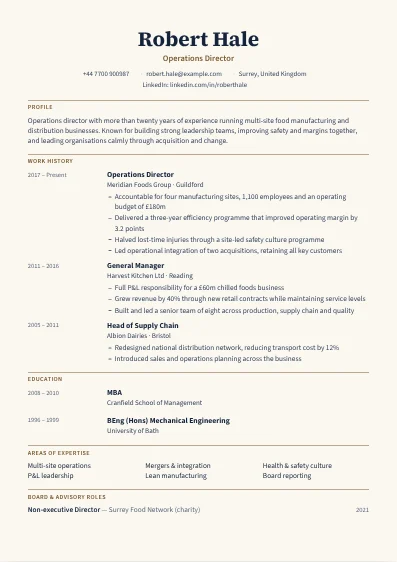 Robert Hale
Operations Director
+44 7700 900987 robert.hale@example.com Surrey, United Kingdom
LinkedIn: linkedin.com/in/roberthale
PROFILE
Operations director with more than twenty years of experience running multi-site food manufacturing and
distribution businesses. Known for building strong leadership teams, improving safety and margins together,
and leading organisations calmly through acquisition and change.
WORK HISTORY
2017 – Present Operations Director
Meridian Foods Group · Guildford
– Accountable for four manufacturing sites, 1,100 employees and an operating
budget of £180m
– Delivered a three-year efficiency programme that improved operating margin by
3.2 points
– Halved lost-time injuries through a site-led safety culture programme
– Led operational integration of two acquisitions, retaining all key customers
2011 – 2016 General Manager
Harvest Kitchen Ltd · Reading
– Full P&L responsibility for a £60m chilled foods business
– Grew revenue by 40% through new retail contracts while maintaining service levels
– Built and led a senior team of eight across production, supply chain and quality
2005 – 2011 Head of Supply Chain
Albion Dairies · Bristol
– Redesigned national distribution network, reducing transport cost by 12%
– Introduced sales and operations planning across the business
EDUCATION
2008 – 2010 MBA
Cranfield School of Management
1996 – 1999 BEng (Hons) Mechanical Engineering
University of Bath
AREAS OF EXPERTISE
Multi-site operations Mergers & integration Health & safety culture
P&L leadership Lean manufacturing Board reporting
BOARD & ADVISORY ROLES
Non-executive Director — Surrey Food Network (charity) 2021